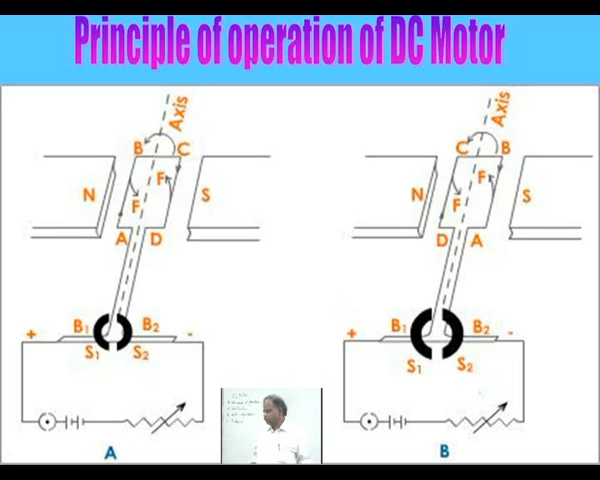 Principle of operation of DC Motor
Axis
B C
F
N S
F
A D
B1 B2
+ -
S1 S2
A
Axis
C B
F
N S
F
D A
B1 B2
+ -
S1 S2
B